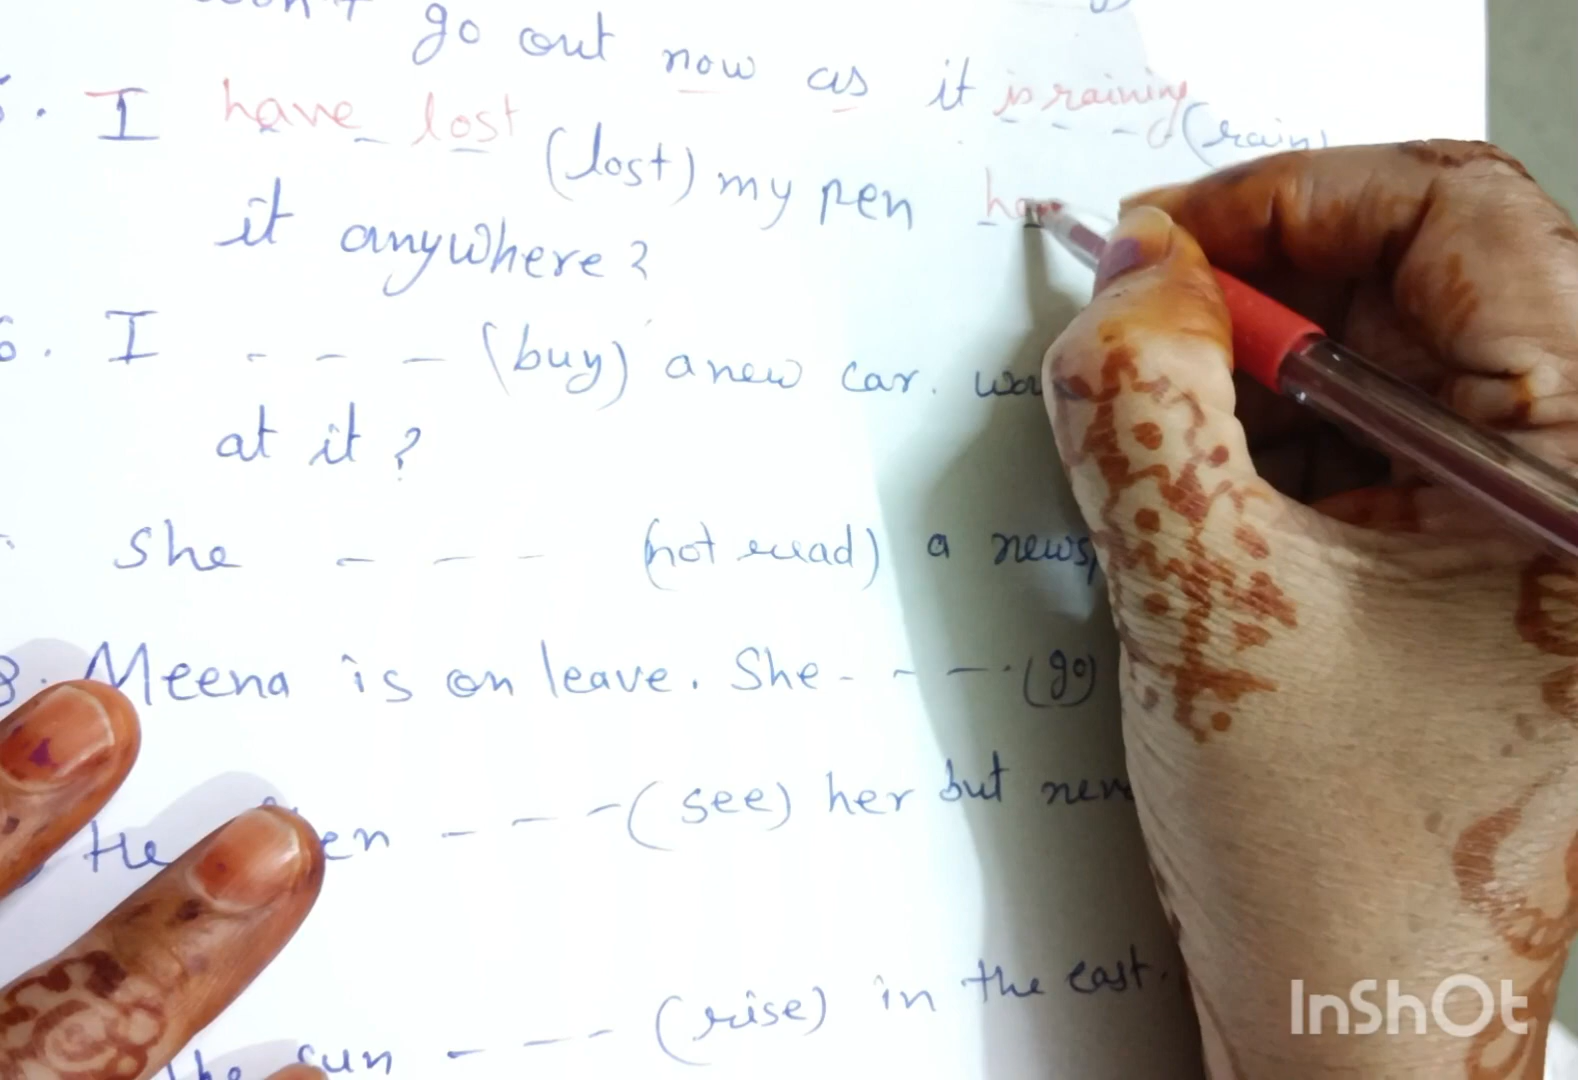 go out now as it is raining (rain)
5. I have lost (lost) my pen
it anywhere?
6. I - - - (buy) a new car.
at it?
She - - - (not read) a
8. Meena is on leave. She - - - (go)
He - - - (see) her but
sun - - - (rise) in the east.
InShOt